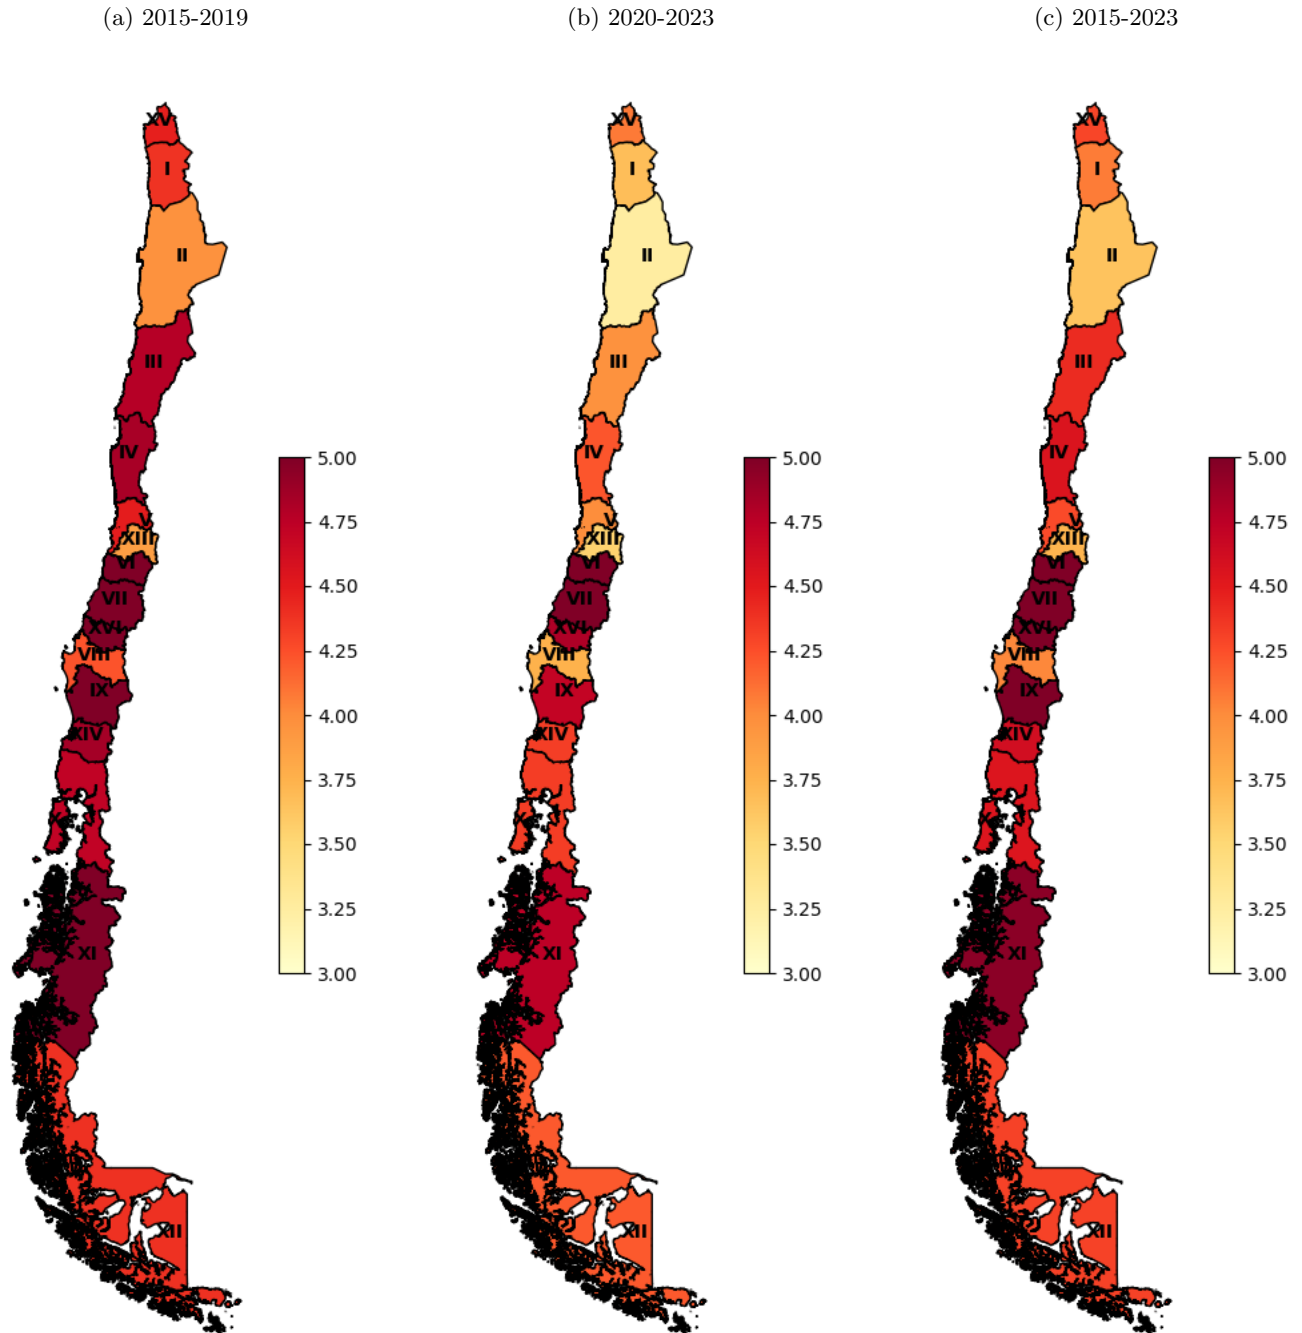 (a) 2015-2019
(b) 2020-2023
(c) 2015-2023
XV
I
II
III
IV
V
XIII
VI
VII
XVI
VIII
IX
XIV
X
XI
XII
5.00
4.75
4.50
4.25
4.00
3.75
3.50
3.25
3.00
XV
I
II
III
IV
V
XIII
VI
VII
XVI
VIII
IX
XIV
X
XI
XII
5.00
4.75
4.50
4.25
4.00
3.75
3.50
3.25
3.00
XV
I
II
III
IV
V
XIII
VI
VII
XVI
VIII
IX
XIV
X
XI
XII
5.00
4.75
4.50
4.25
4.00
3.75
3.50
3.25
3.00